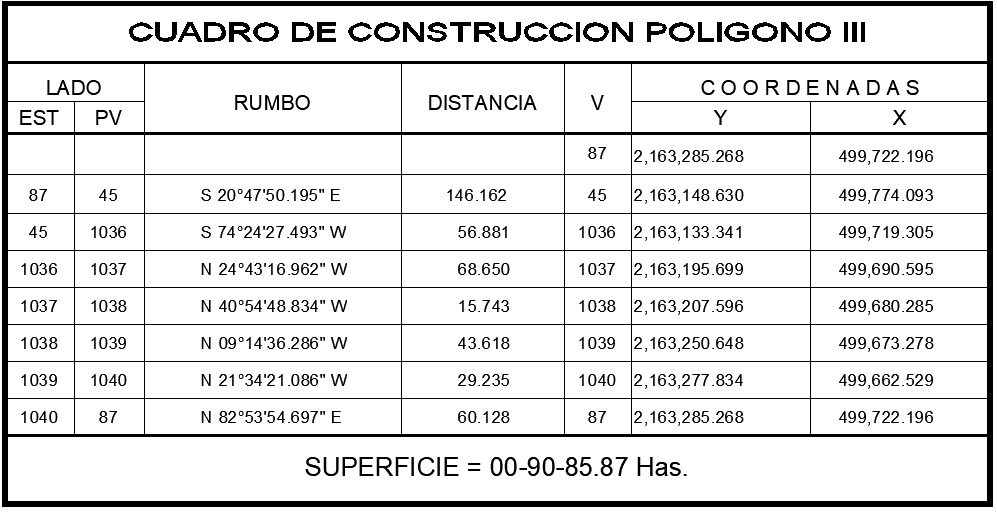 CUADRO DE CONSTRUCCION POLIGONO III
LADO RUMBO DISTANCIA V C O O R D E N A D A S
EST PV Y X
87 2,163,285.268 499,722.196
87 45 S 20°47'50.195" E 146.162 45 2,163,148.630 499,774.093
45 1036 S 74°24'27.493" W 56.881 1036 2,163,133.341 499,719.305
1036 1037 N 24°43'16.962" W 68.650 1037 2,163,195.699 499,690.595
1037 1038 N 40°54'48.834" W 15.743 1038 2,163,207.596 499,680.285
1038 1039 N 09°14'36.286" W 43.618 1039 2,163,250.648 499,673.278
1039 1040 N 21°34'21.086" W 29.235 1040 2,163,277.834 499,662.529
1040 87 N 82°53'54.697" E 60.128 87 2,163,285.268 499,722.196
SUPERFICIE = 00-90-85.87 Has.